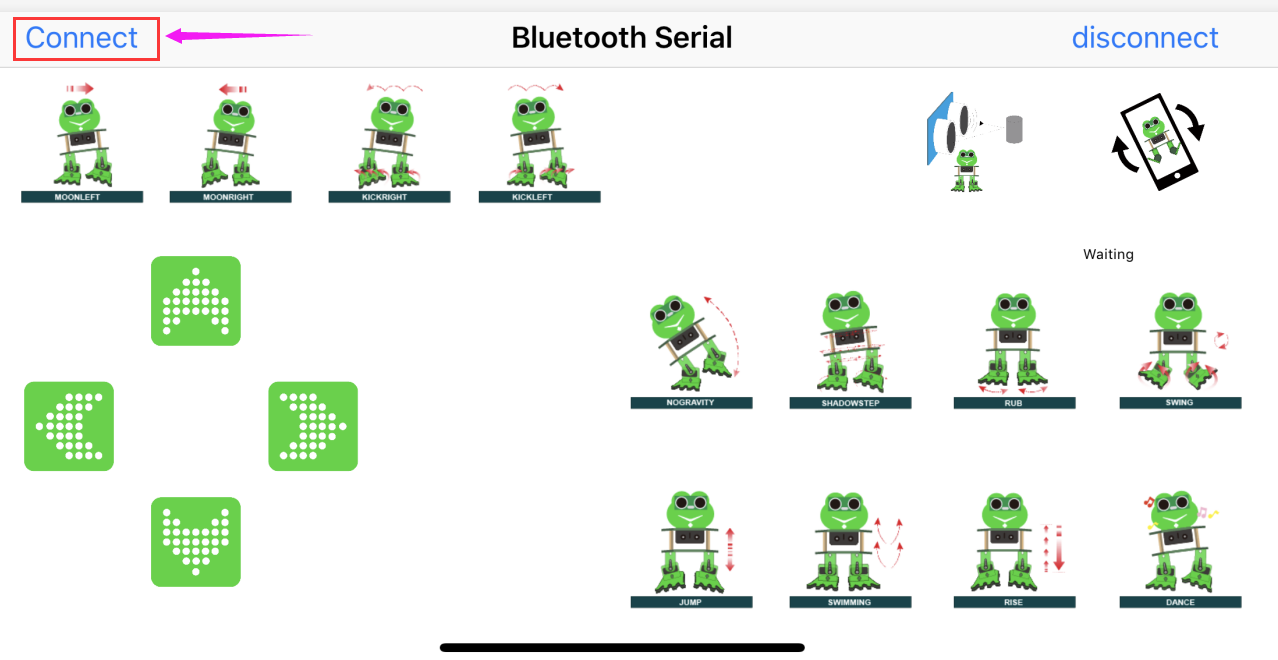 Connect
Bluetooth Serial
disconnect
MOONLEFT
MOONRIGHT
KICKRIGHT
KICKLEFT
Waiting
NOGRAVITY
SHADOWSTEP
RUB
SWING
JUMP
SWIMMING
RISE
DANCE